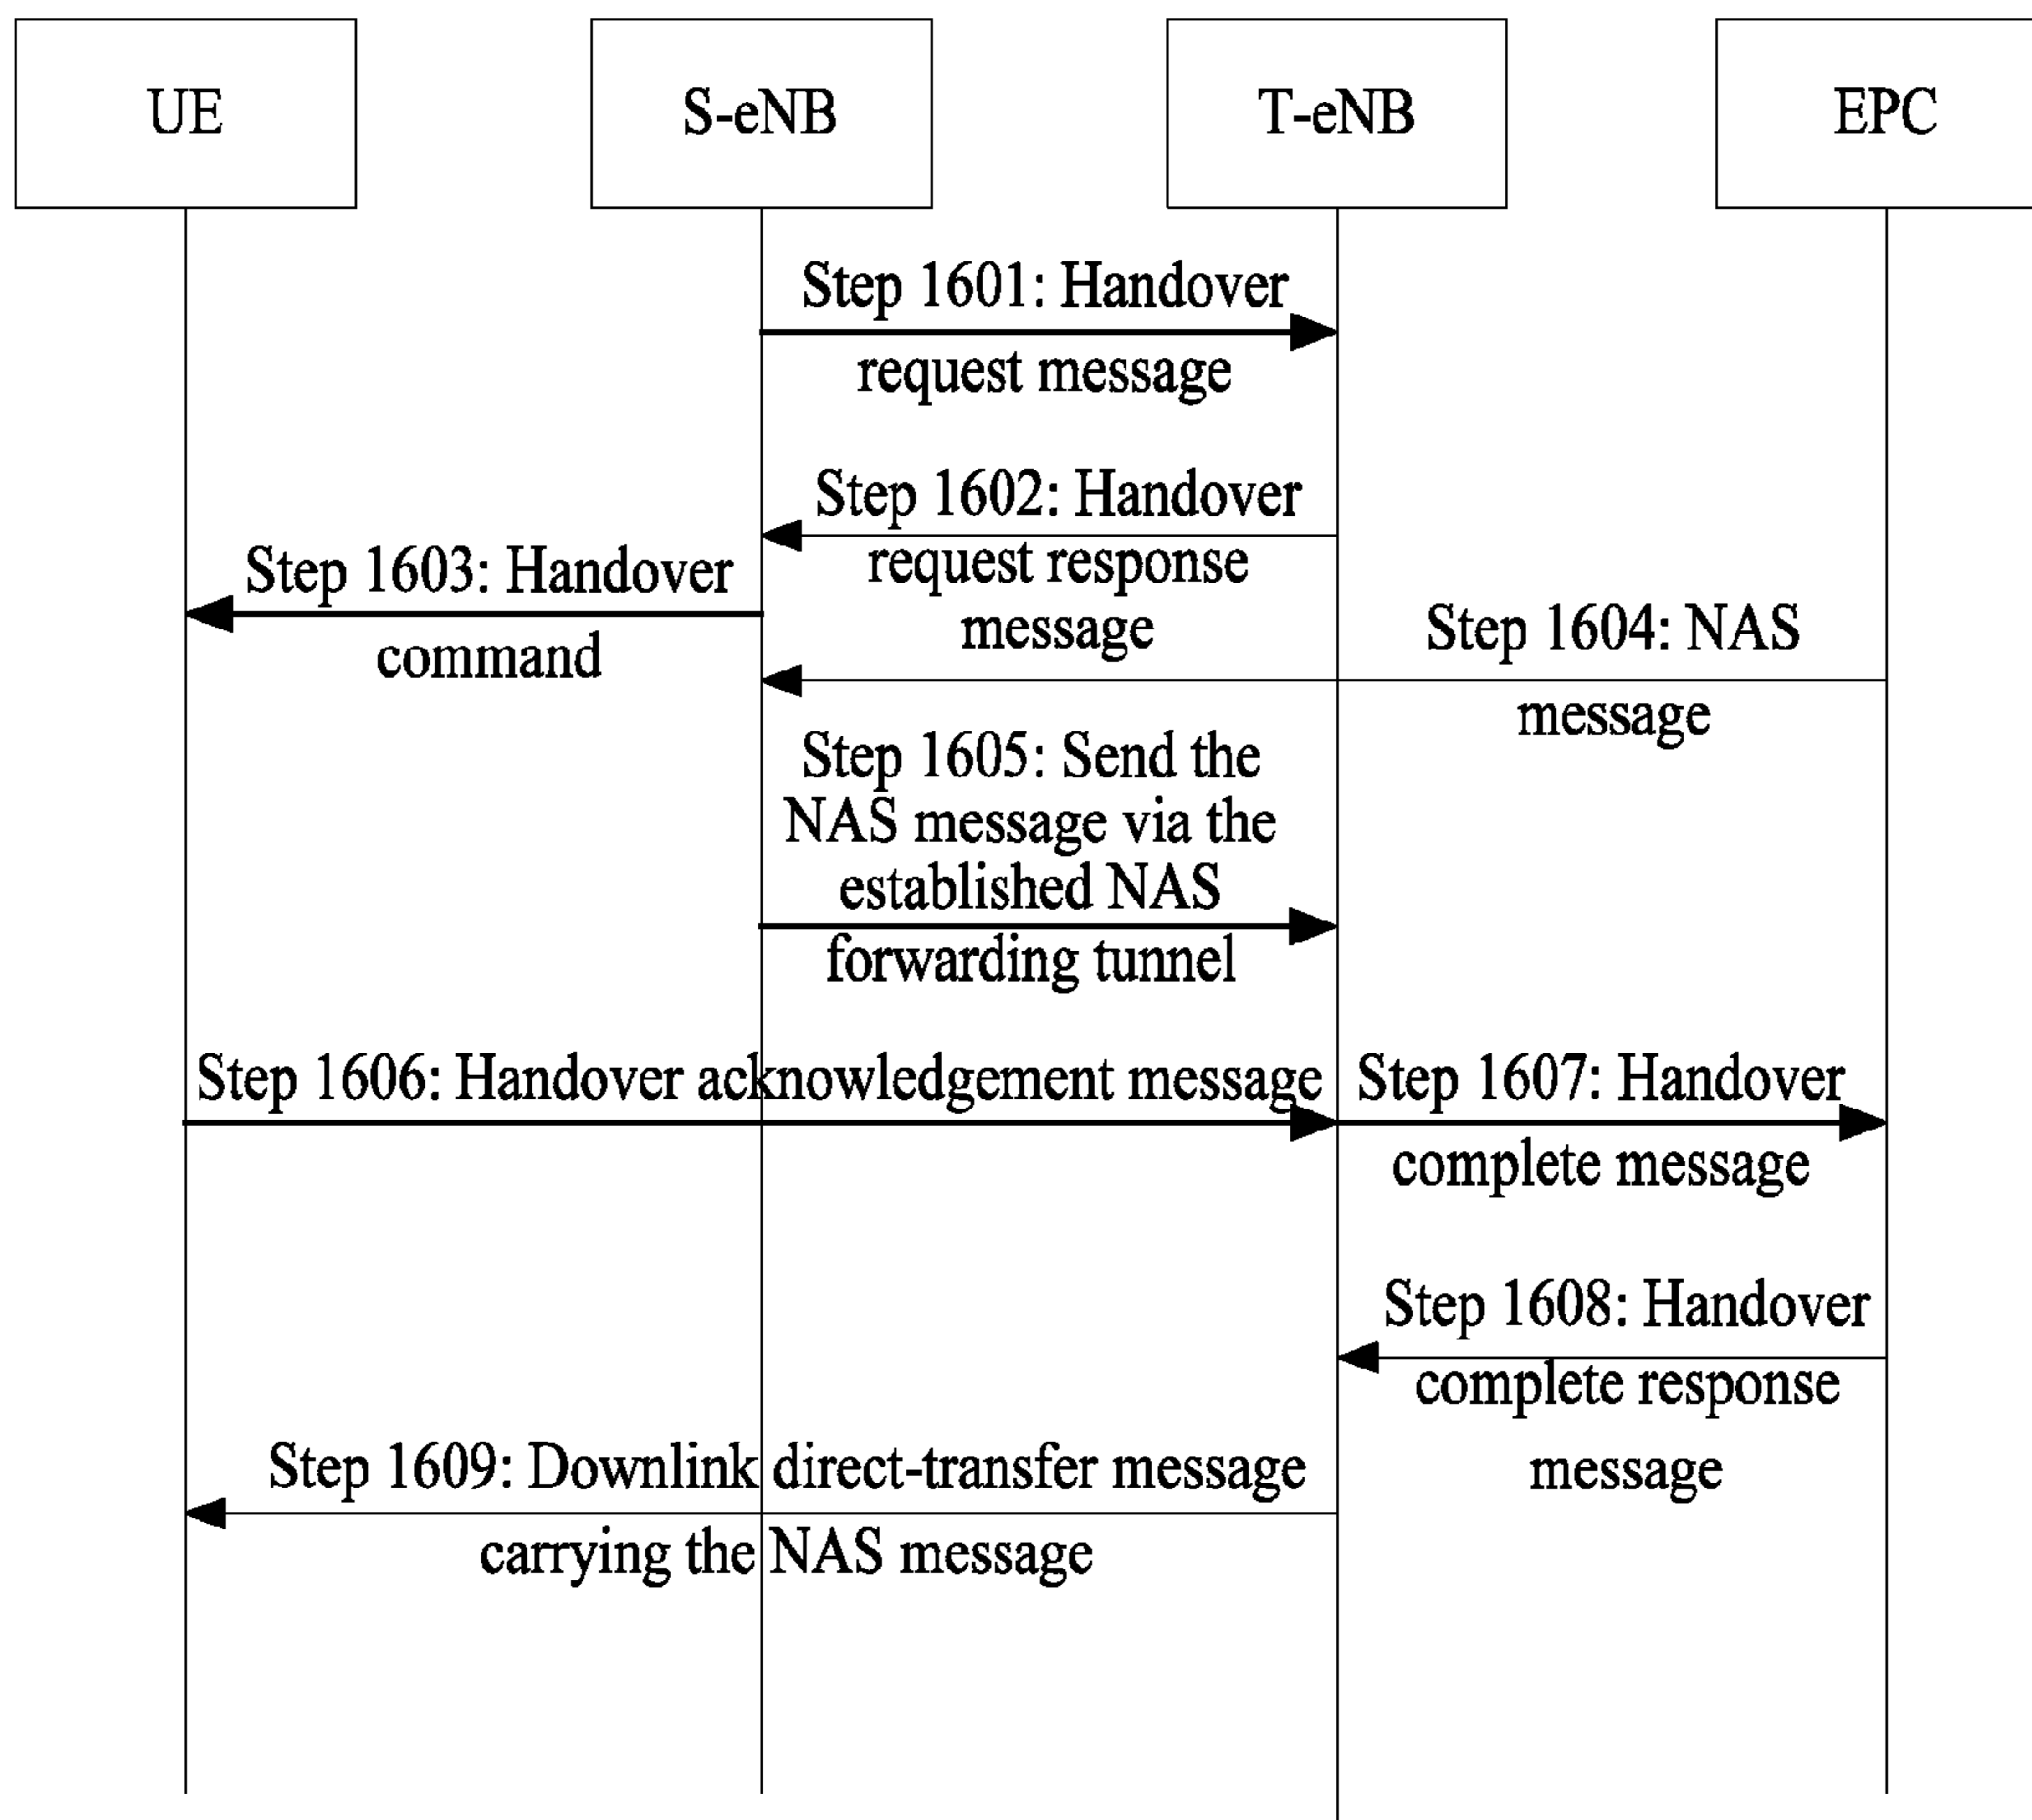 UE
S-eNB
T-eNB
EPC
Step 1601: Handover
request message
Step 1602: Handover
request response
message
Step 1603: Handover
command
Step 1604: NAS
message
Step 1605: Send the
NAS message via the
established NAS
forwarding tunnel
Step 1606: Handover acknowledgement message
Step 1607: Handover
complete message
Step 1608: Handover
complete response
message
Step 1609: Downlink direct-transfer message
carrying the NAS message